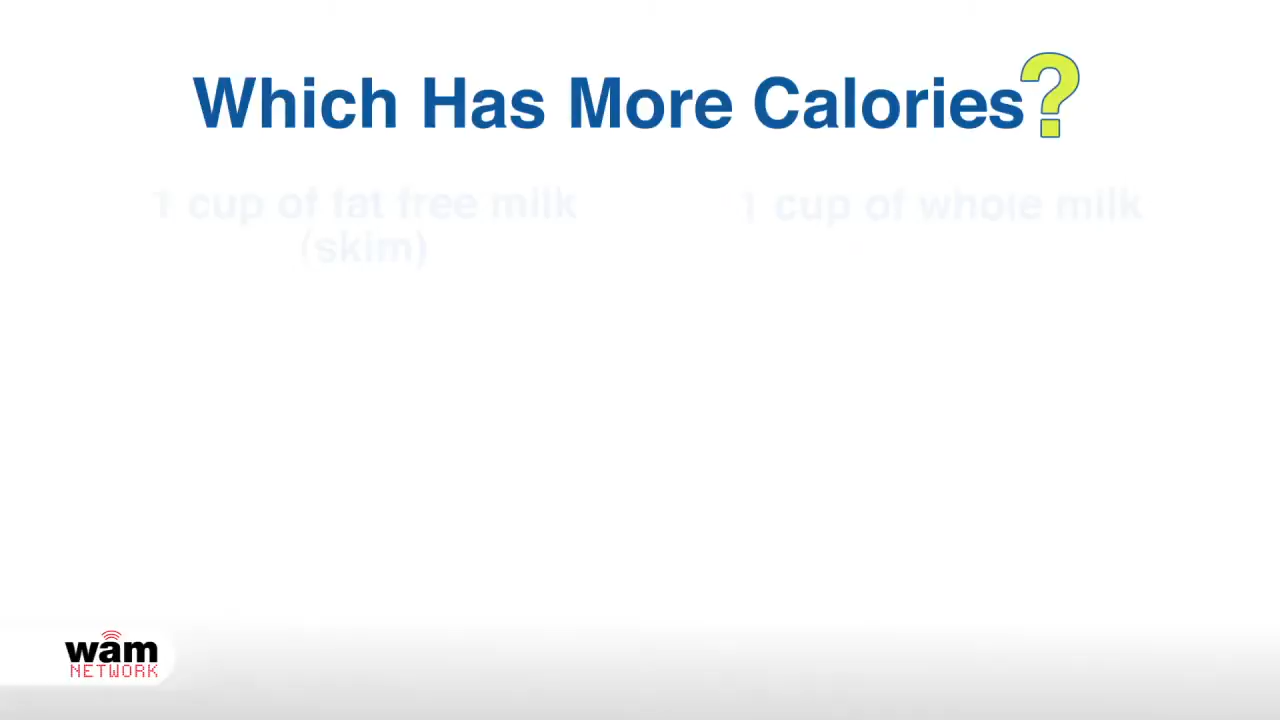 Which Has More Calories?
1 cup of fat free milk
(skim)
1 cup of whole milk
wam
NETWORK